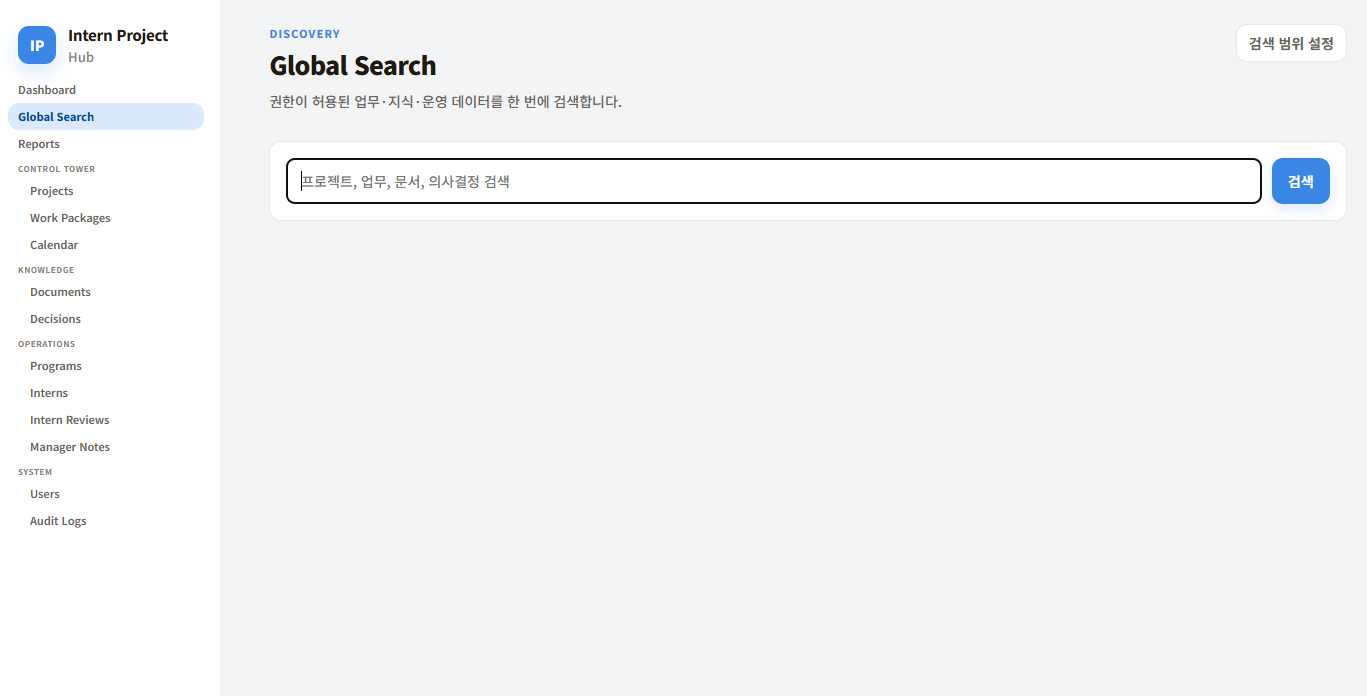 IP
Intern Project
Hub
Dashboard
Global Search
Reports
CONTROL TOWER
Projects
Work Packages
Calendar
KNOWLEDGE
Documents
Decisions
OPERATIONS
Programs
Interns
Intern Reviews
Manager Notes
SYSTEM
Users
Audit Logs
DISCOVERY
Global Search
권한이 허용된 업무·지식·운영 데이터를 한 번에 검색합니다.
검색 범위 설정
프로젝트, 업무, 문서, 의사결정 검색
검색